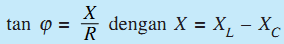 tan φ = X/R dengan X = X_L − X_C